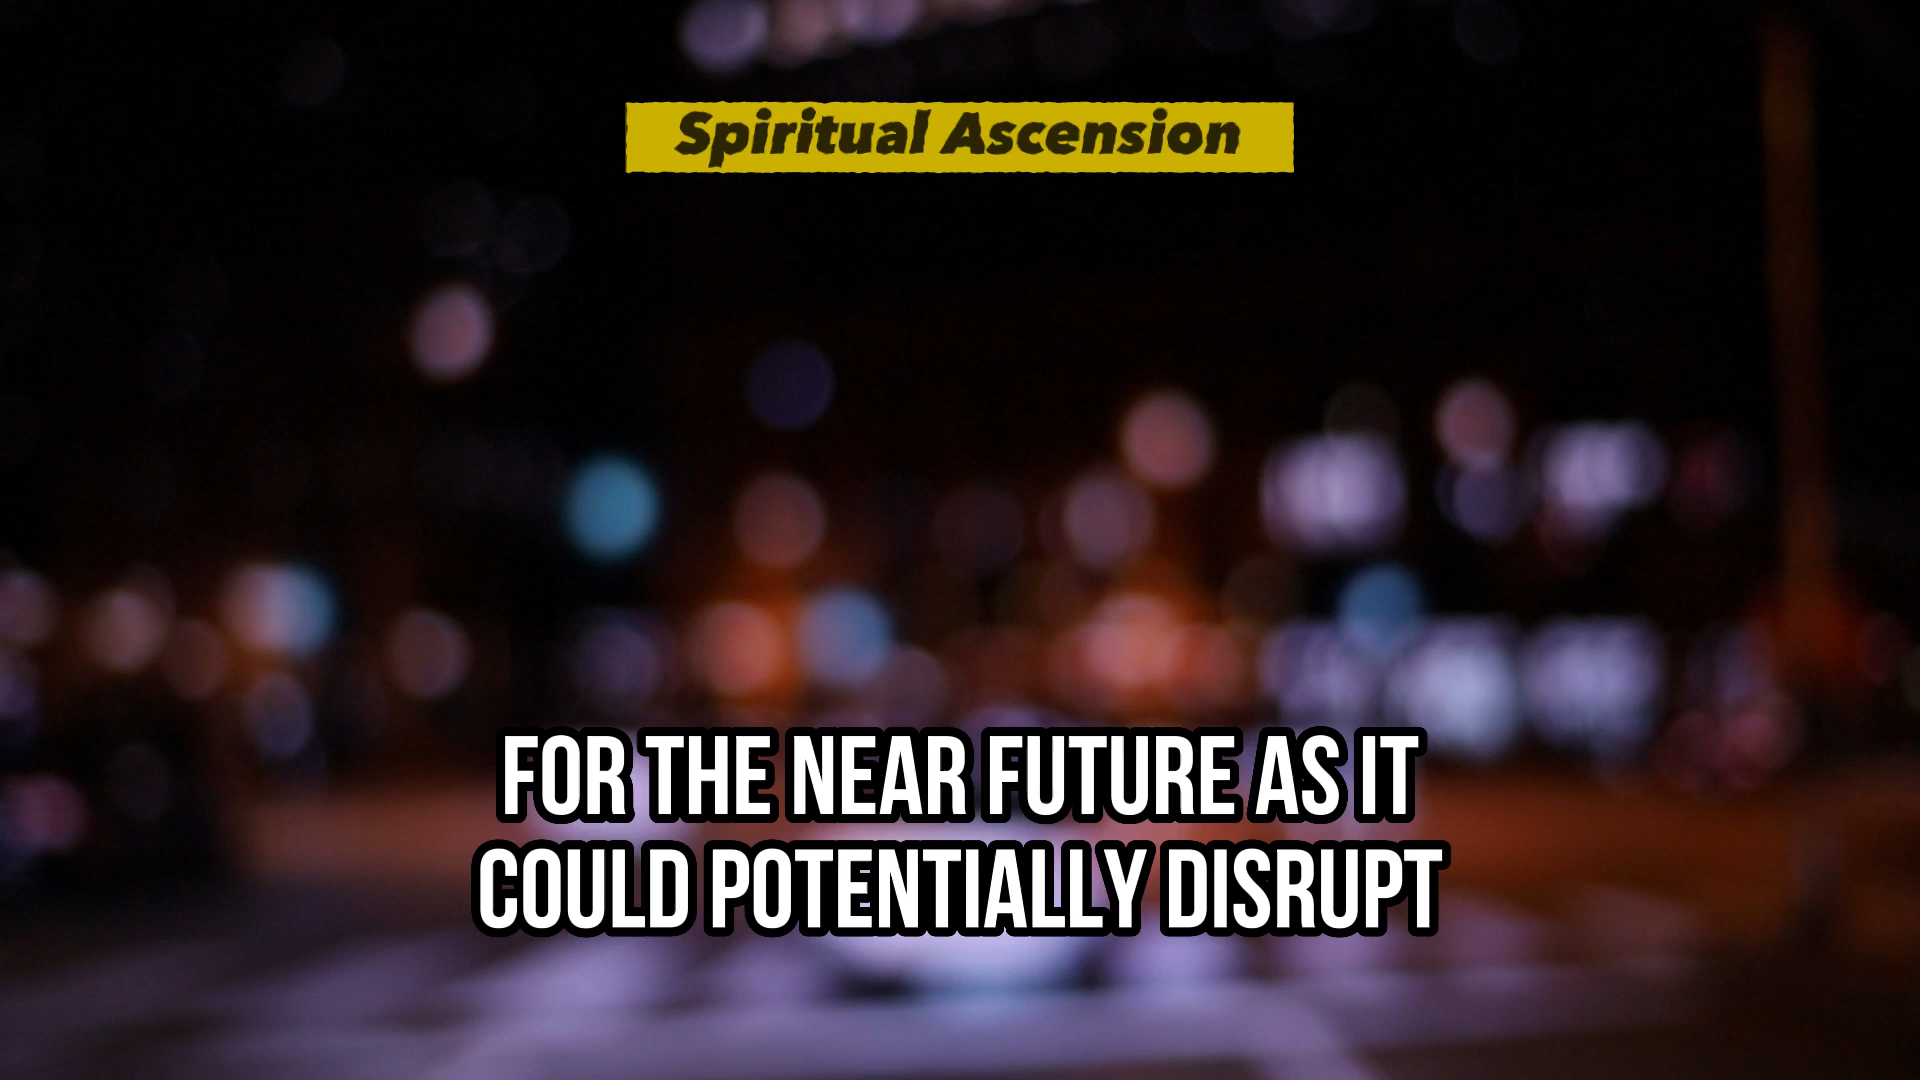 Spiritual Ascension
FOR THE NEAR FUTURE AS IT
COULD POTENTIALLY DISRUPT